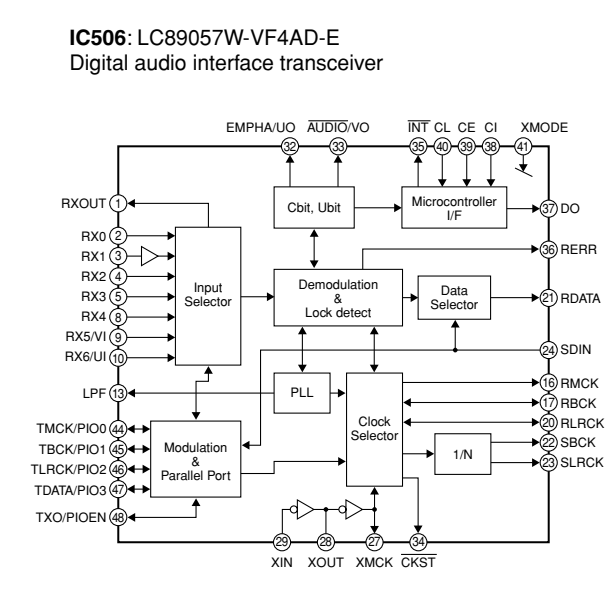 IC506: LC89057W-VF4AD-E
Digital audio interface transceiver
EMPHA/UO AUDIO/VO INT CL CE CI XMODE
32 33 35 40 39 38 41
RXOUT 1
Cbit, Ubit
Microcontroller
I/F
37 DO
RX0 2
RX1 3
RX2 4
RX3 5
RX4 8
RX5/VI 9
RX6/UI 10
Input
Selector
36 RERR
Demodulation
&
Lock detect
Data
Selector
21 RDATA
24 SDIN
LPF 13
PLL
Clock
Selector
16 RMCK
17 RBCK
20 RLRCK
22 SBCK
23 SLRCK
1/N
TMCK/PIO0 44
TBCK/PIO1 45
TLRCK/PIO2 46
TDATA/PIO3 47
TXO/PIOEN 48
Modulation
&
Parallel Port
29 28 27 34
XIN XOUT XMCK CKST